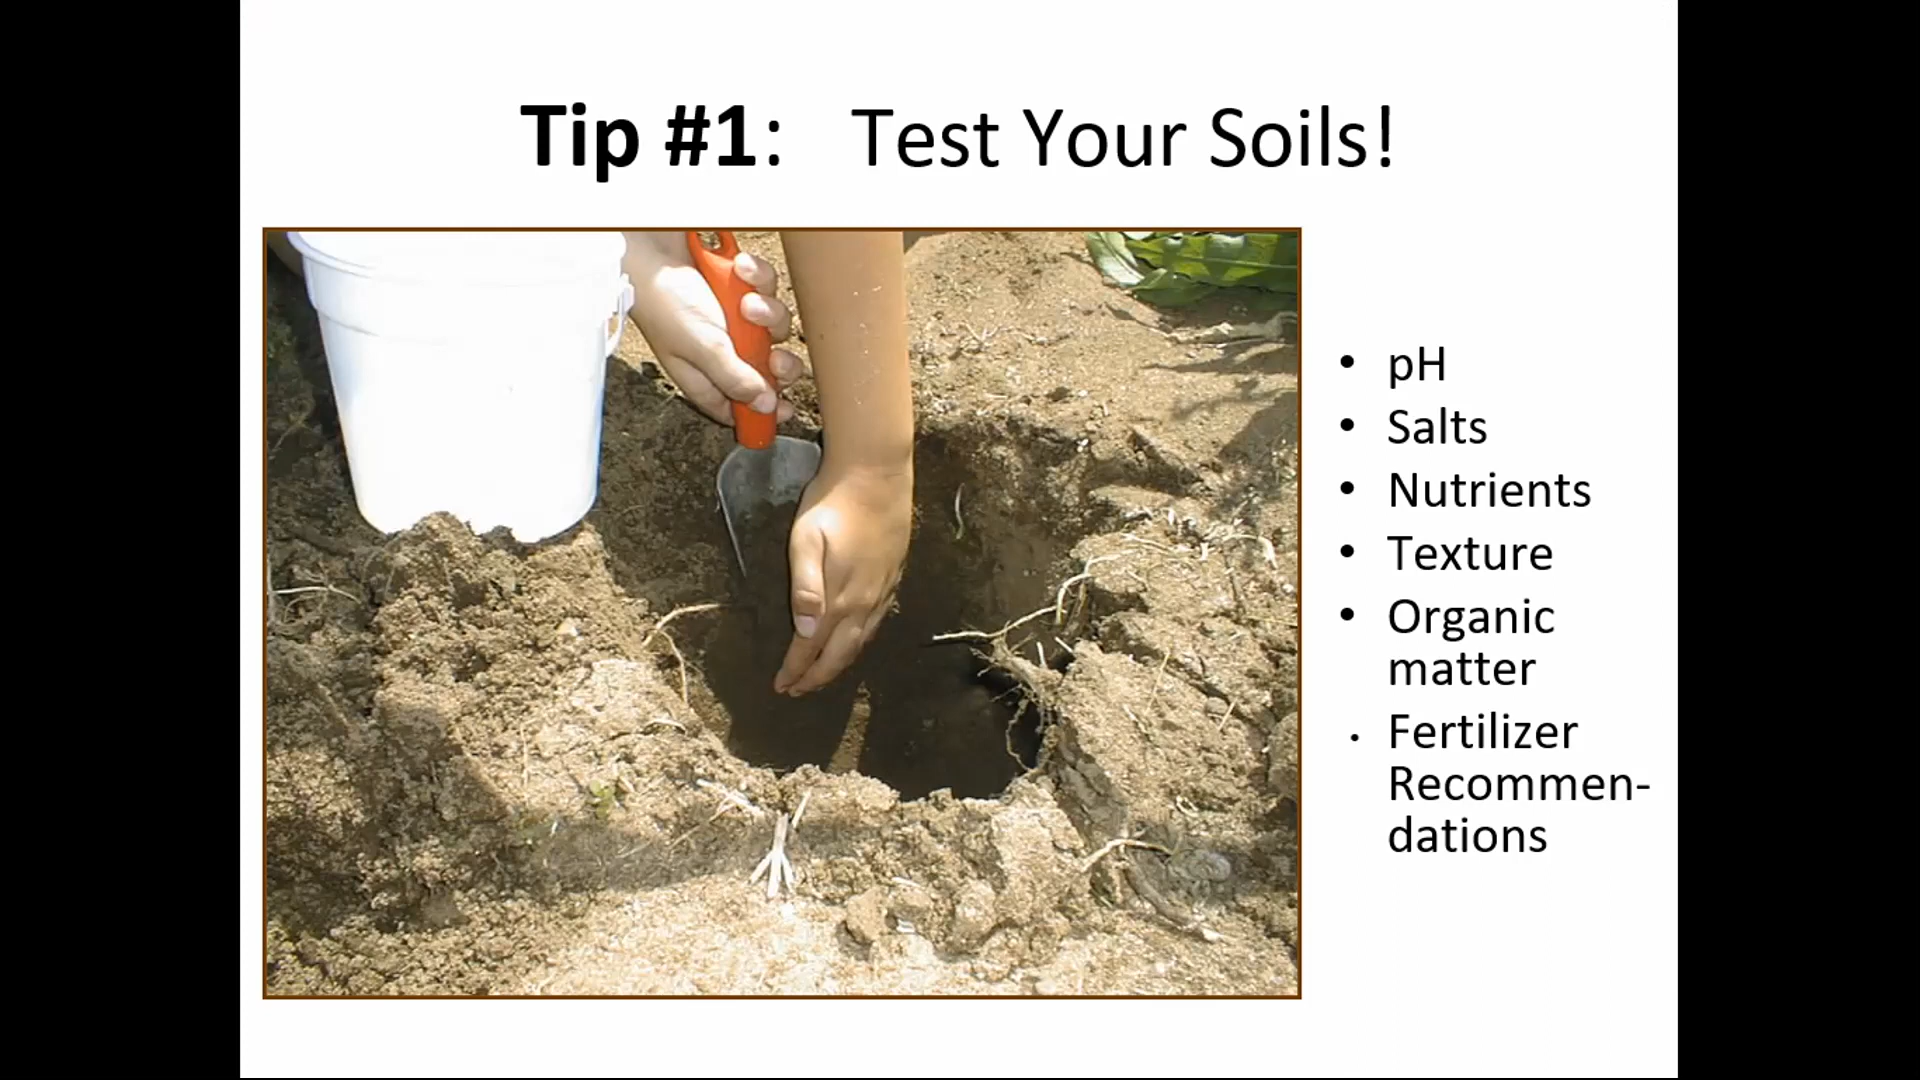 Tip #1:   Test Your Soils!
• pH
• Salts
• Nutrients
• Texture
• Organic
matter
• Fertilizer
Recommen-
dations